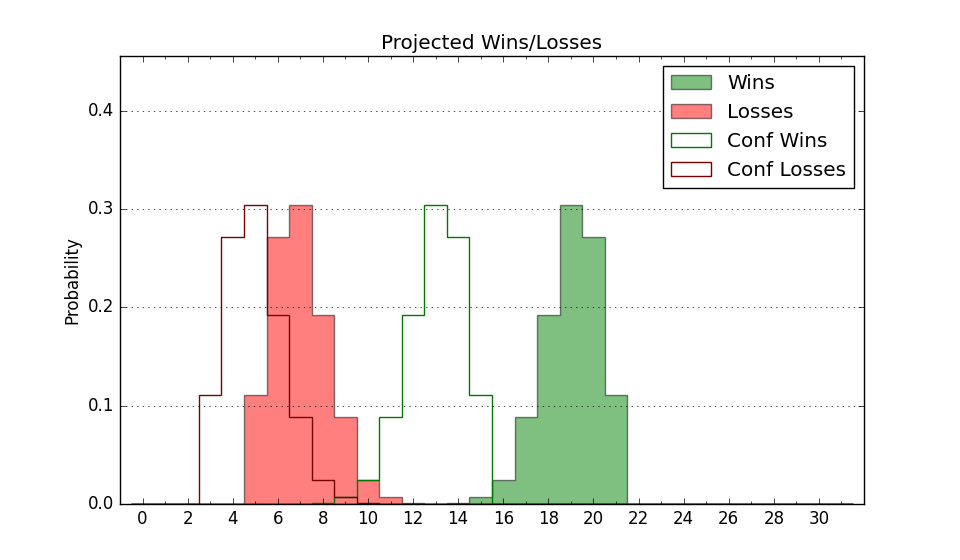 Projected Wins/Losses
Wins
Losses
Conf Wins
Conf Losses
Probability
0.4
0.3
0.2
0.1
0.0
0 2 4 6 8 10 12 14 16 18 20 22 24 26 28 30